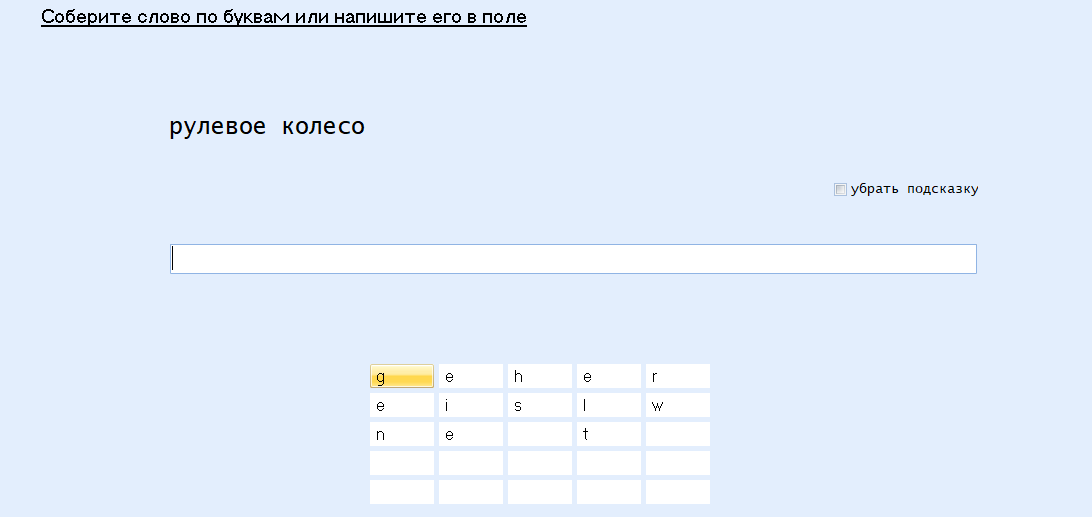 Соберите слово по буквам или напишите его в поле
рулевое колесо
убрать подсказку
g e h e r
e i s l w
n e t